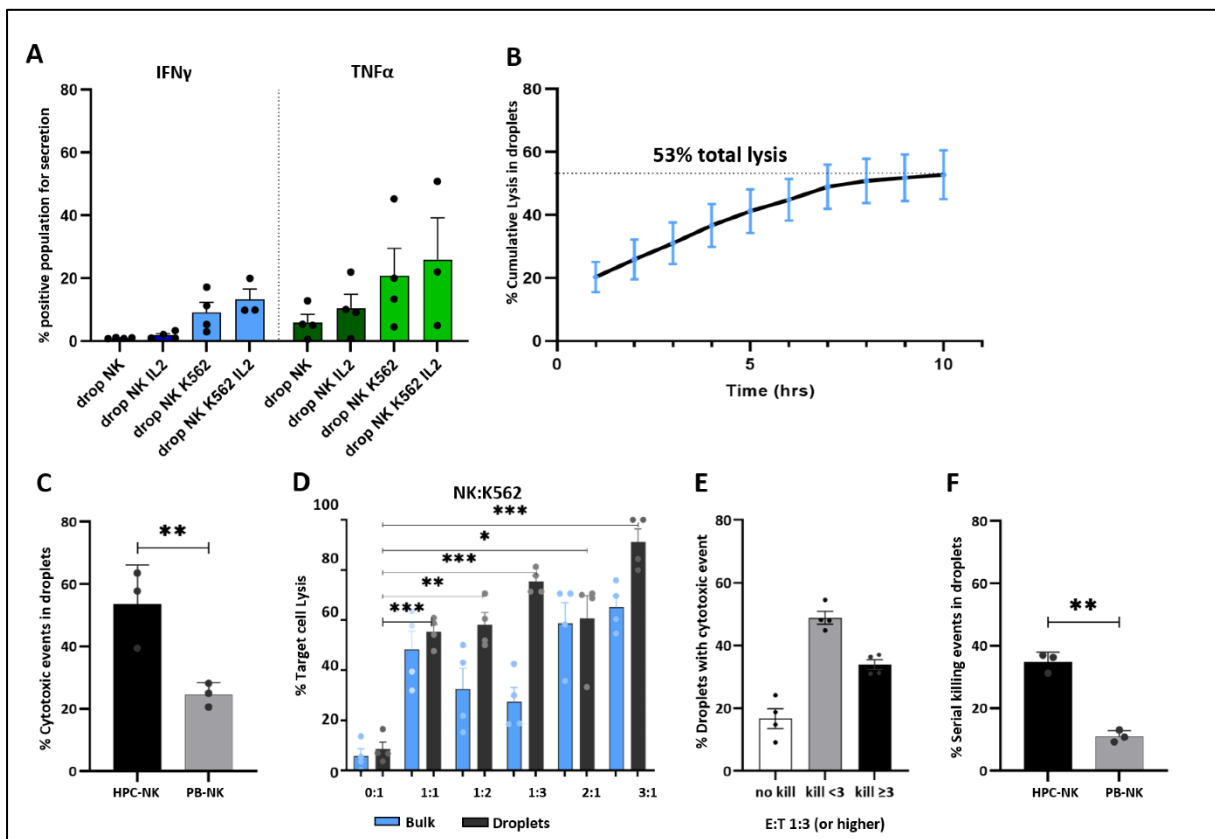 A
IFNγ
TNFα
% positive population for secretion
80
60
40
20
0
drop NK
drop NK IL2
drop NK K562
drop NK K562 IL2
drop NK
drop NK IL2
drop NK K562
drop NK K562 IL2
B
% Cumulative Lysis in droplets
80
60
40
20
0
53% total lysis
0
5
10
Time (hrs)
C
% Cytotoxic events in droplets
80
60
40
20
0
**
HPC-NK
PB-NK
D
NK:K562
% Target cell Lysis
100
80
60
40
20
0
***
*
***
**
***
0:1
1:1
1:2
1:3
2:1
3:1
Bulk
Droplets
E
% Droplets with cytotoxic event
80
60
40
20
0
no kill
kill <3
kill ≥3
E:T 1:3 (or higher)
F
% Serial killing events in droplets
80
60
40
20
0
**
HPC-NK
PB-NK